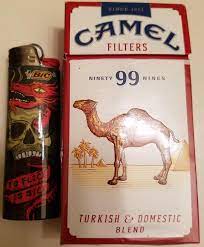 SINCE 1913
CAMEL
FILTERS
NINETY 99 NINES
TURKISH & DOMESTIC
BLEND
BIC